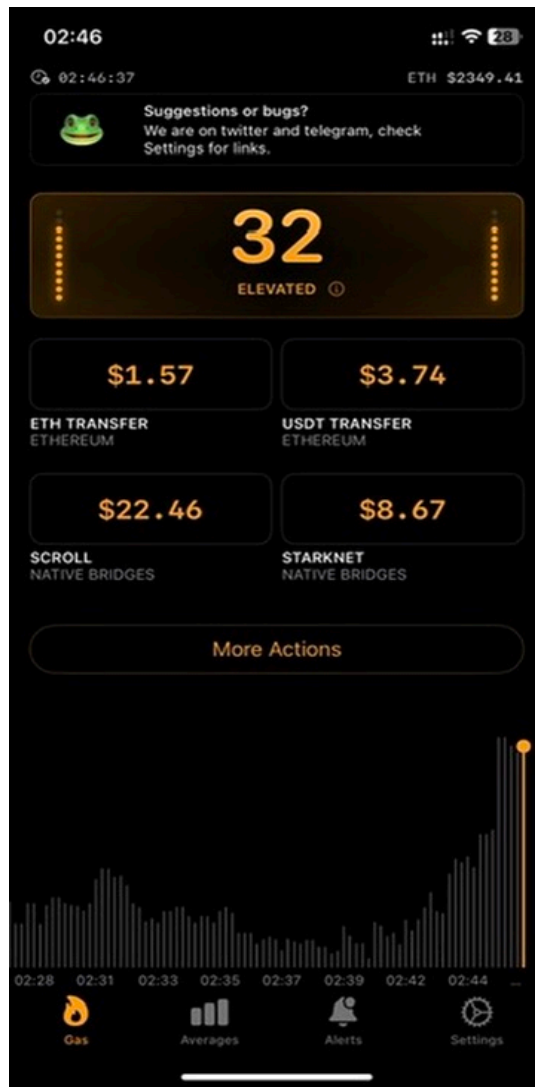 02:46
28
02:46:37
ETH $2349.41
Suggestions or bugs?
We are on twitter and telegram, check
Settings for links.
32
ELEVATED
$1.57
$3.74
ETH TRANSFER
USDT TRANSFER
ETHEREUM
ETHEREUM
$22.46
$8.67
SCROLL
STARKNET
NATIVE BRIDGES
NATIVE BRIDGES
More Actions
02:28 02:31 02:33 02:35 02:37 02:39 02:42 02:44 ...
Gas
Averages
Alerts
Settings